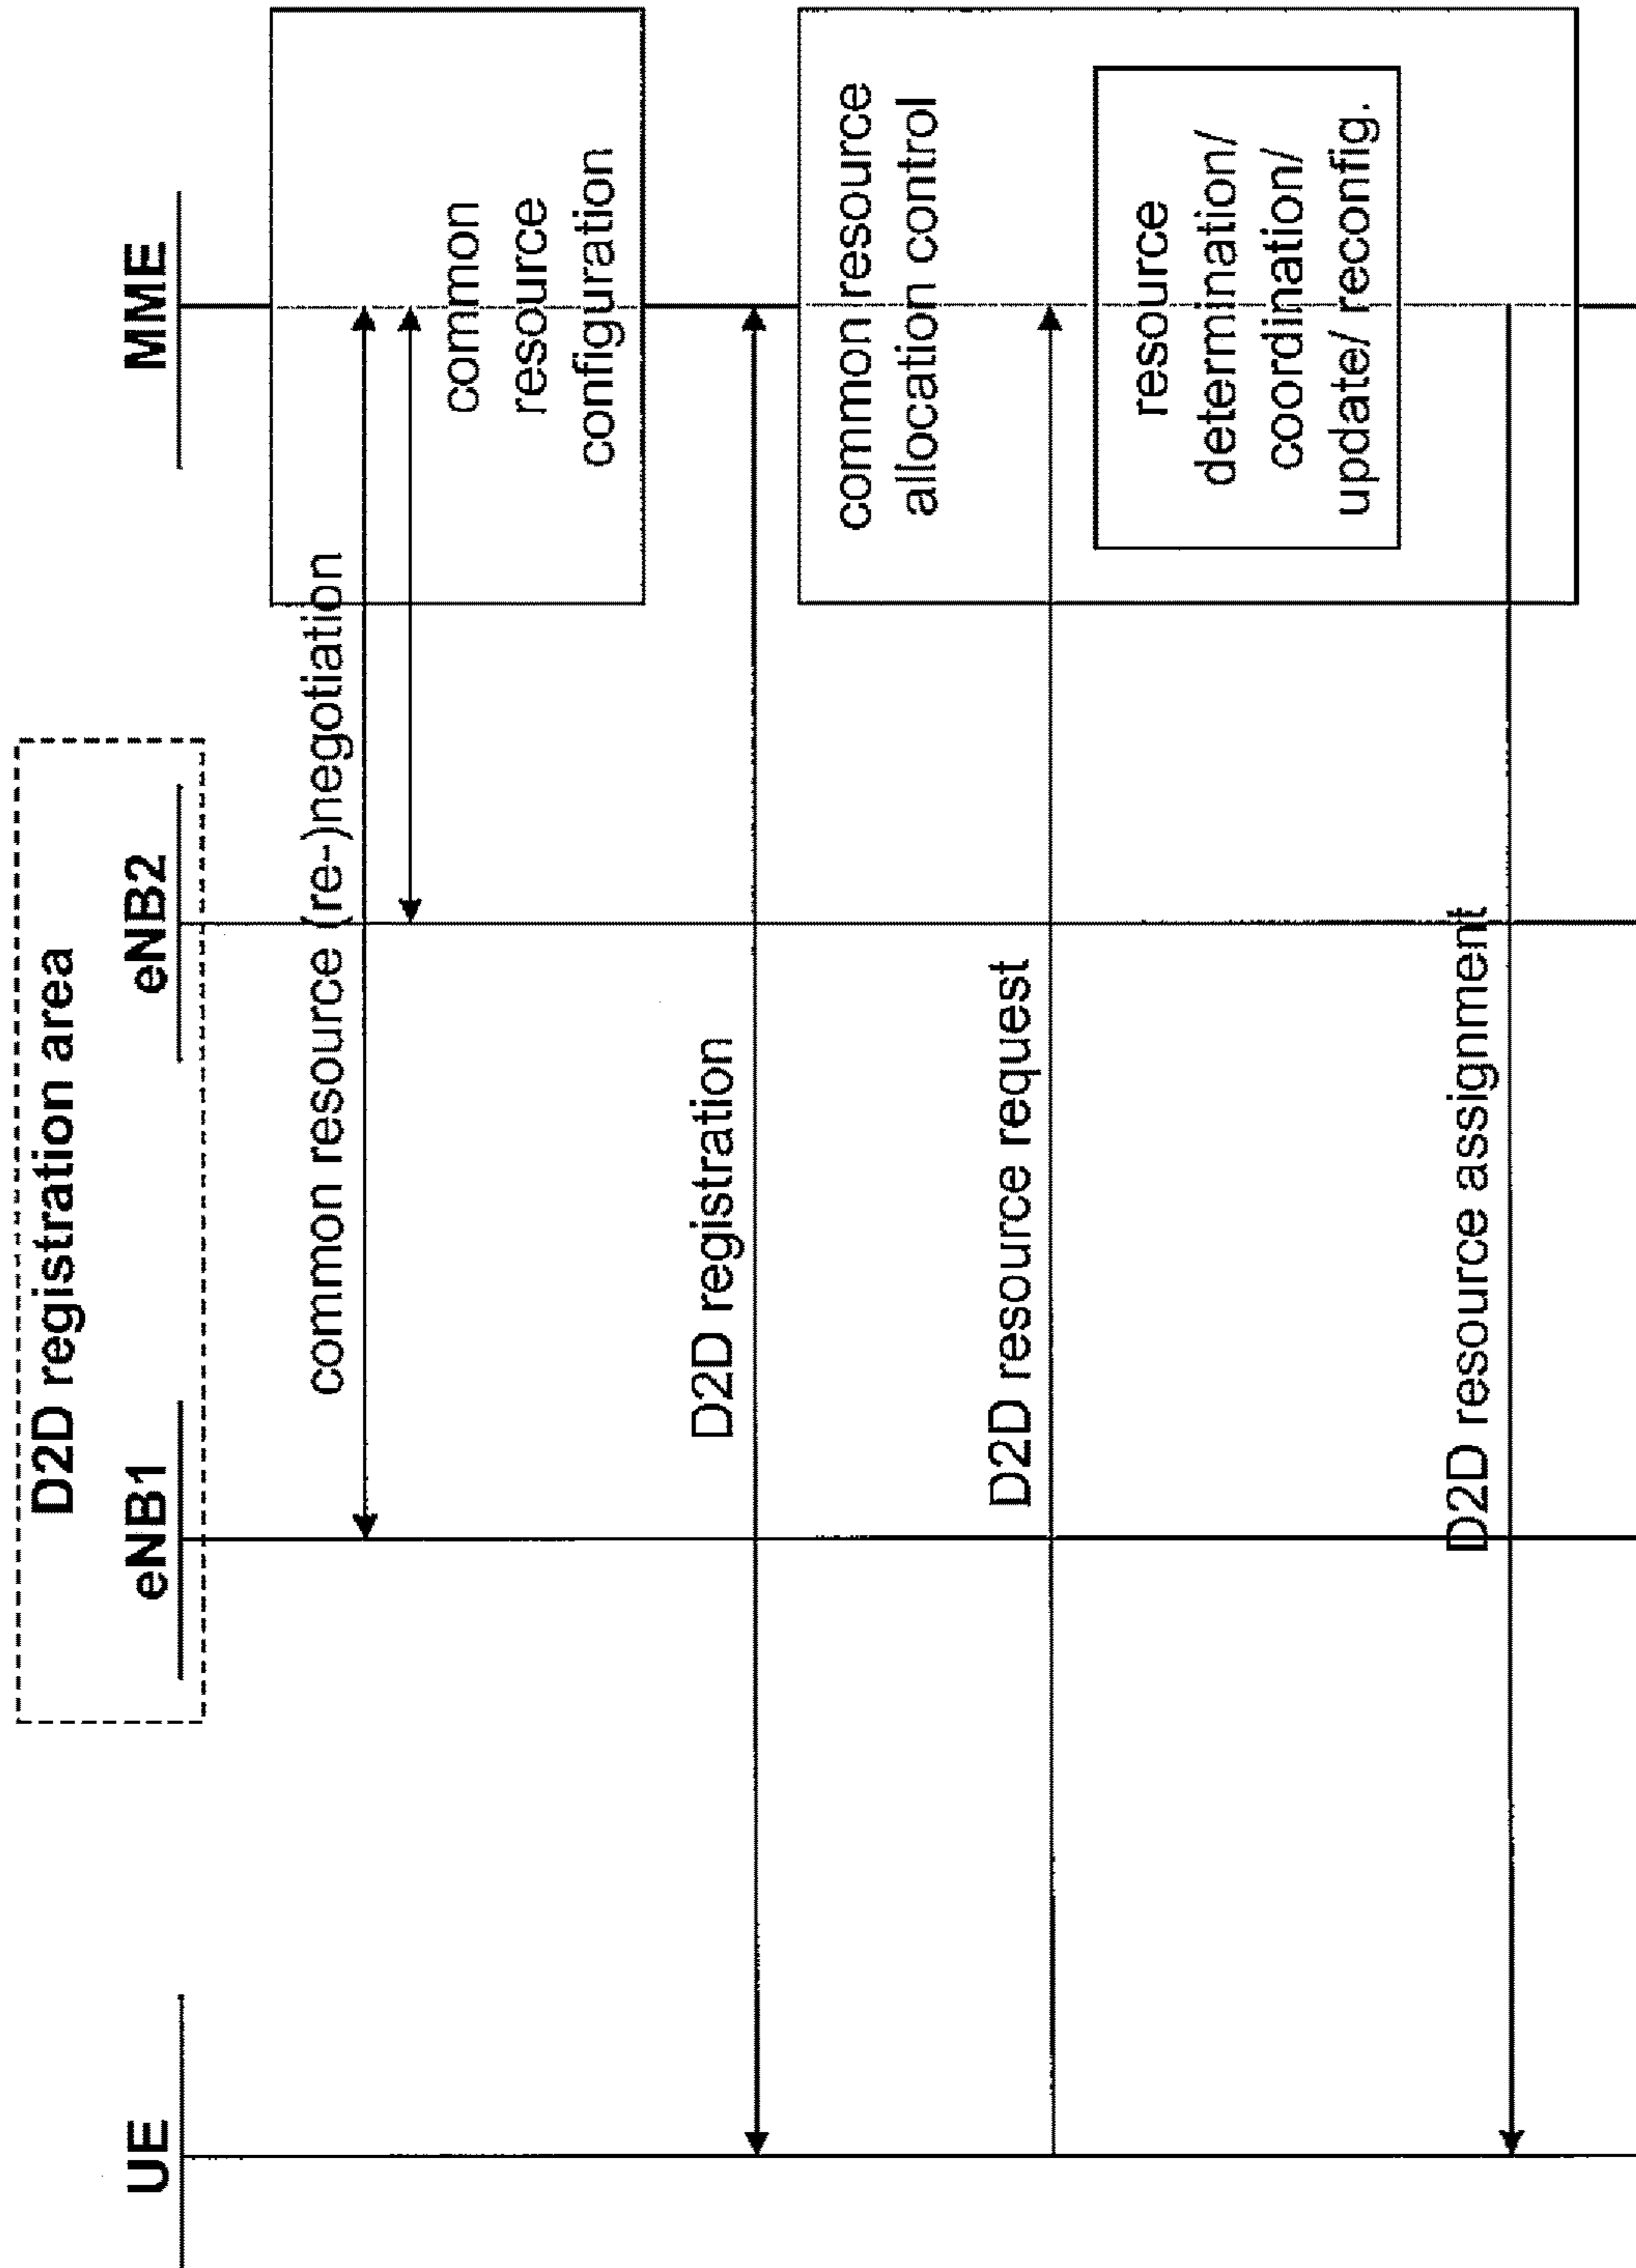 D2D registration area
UE
eNB1
eNB2
MME
common resource (re-)negotiation
common
resource
configuration
D2D registration
common resource
allocation control
D2D resource request
resource
determination/
coordination/
update/ reconfig.
D2D resource assignment